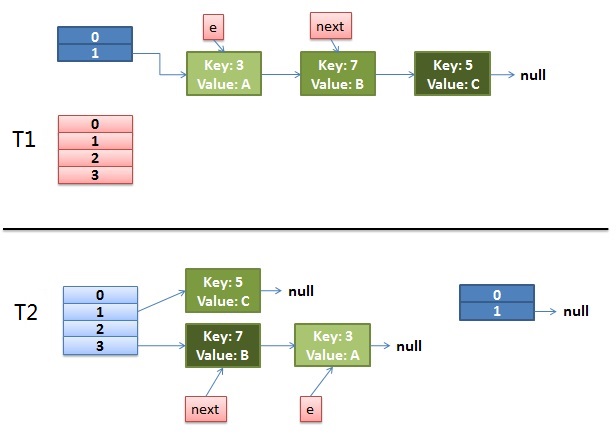 0
1
e
next
Key: 3
Value: A
Key: 7
Value: B
Key: 5
Value: C
null
T1
0
1
2
3
T2
0
1
2
3
Key: 5
Value: C
null
Key: 7
Value: B
Key: 3
Value: A
null
next
e
0
1
null